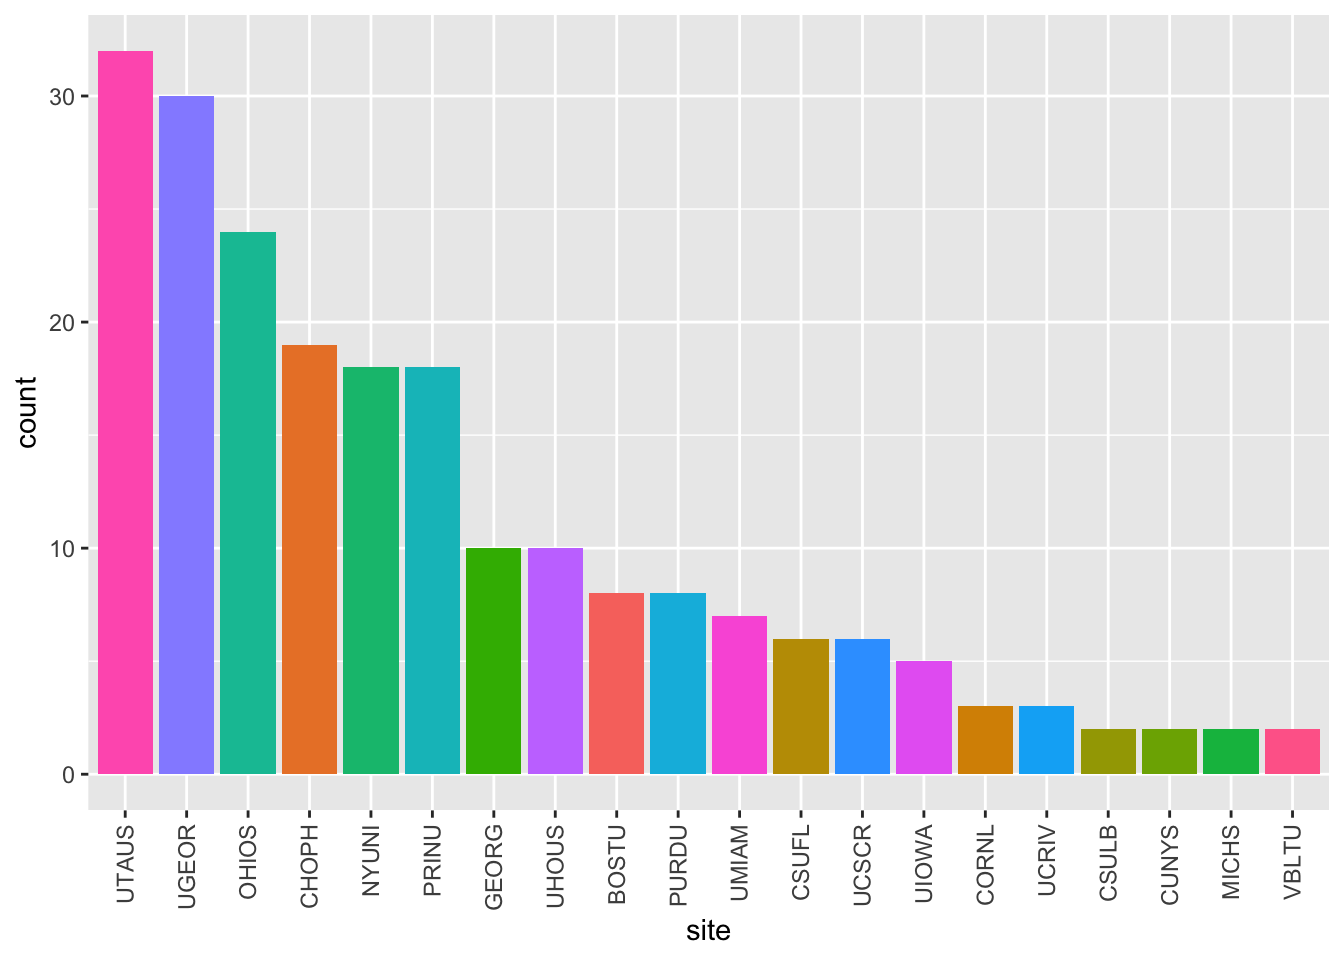 count
30
20
10
0
UTAUS
UGEOR
OHIOS
CHOPH
NYUNI
PRINU
GEORG
UHOUS
BOSTU
PURDU
UMIAM
CSUFL
UCSCR
UIOWA
CORNL
UCRIV
CSULB
CUNYS
MICHS
VBLTU
site